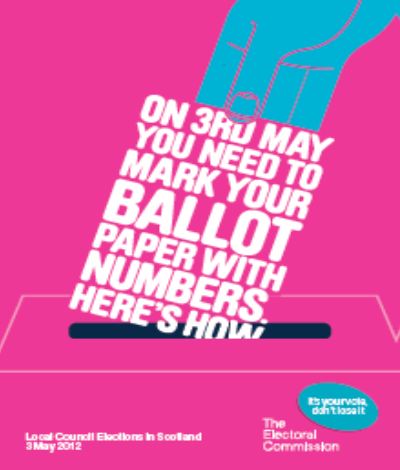 ON 3RD MAY
YOU NEED TO
MARK YOUR
BALLOT
PAPER WITH
NUMBERS.
HERE'S HOW.
It's your vote,
don't lose it
The
Electoral
Commission
Local Council Elections in Scotland
3 May 2012